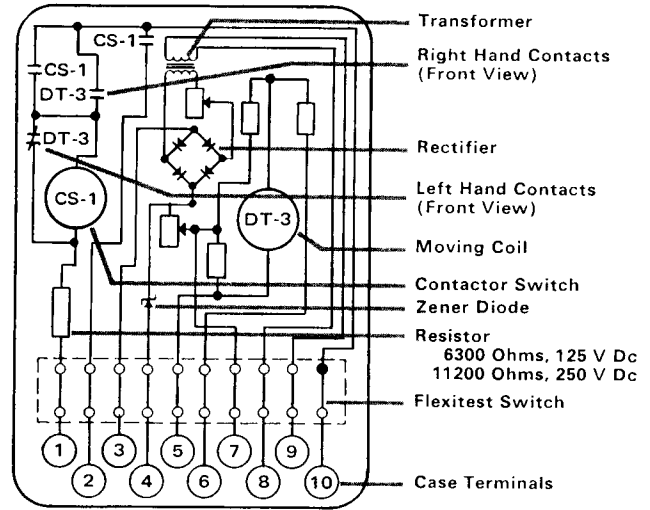 Transformer
CS-1
Right Hand Contacts
(Front View)
CS-1
DT-3
DT-3
Rectifier
Left Hand Contacts
(Front View)
CS-1
DT-3
Moving Coil
Contactor Switch
Zener Diode
Resistor
6300 Ohms, 125 V Dc
11200 Ohms, 250 V Dc
Flexitest Switch
1
3
5
7
9
2
4
6
8
10
Case Terminals